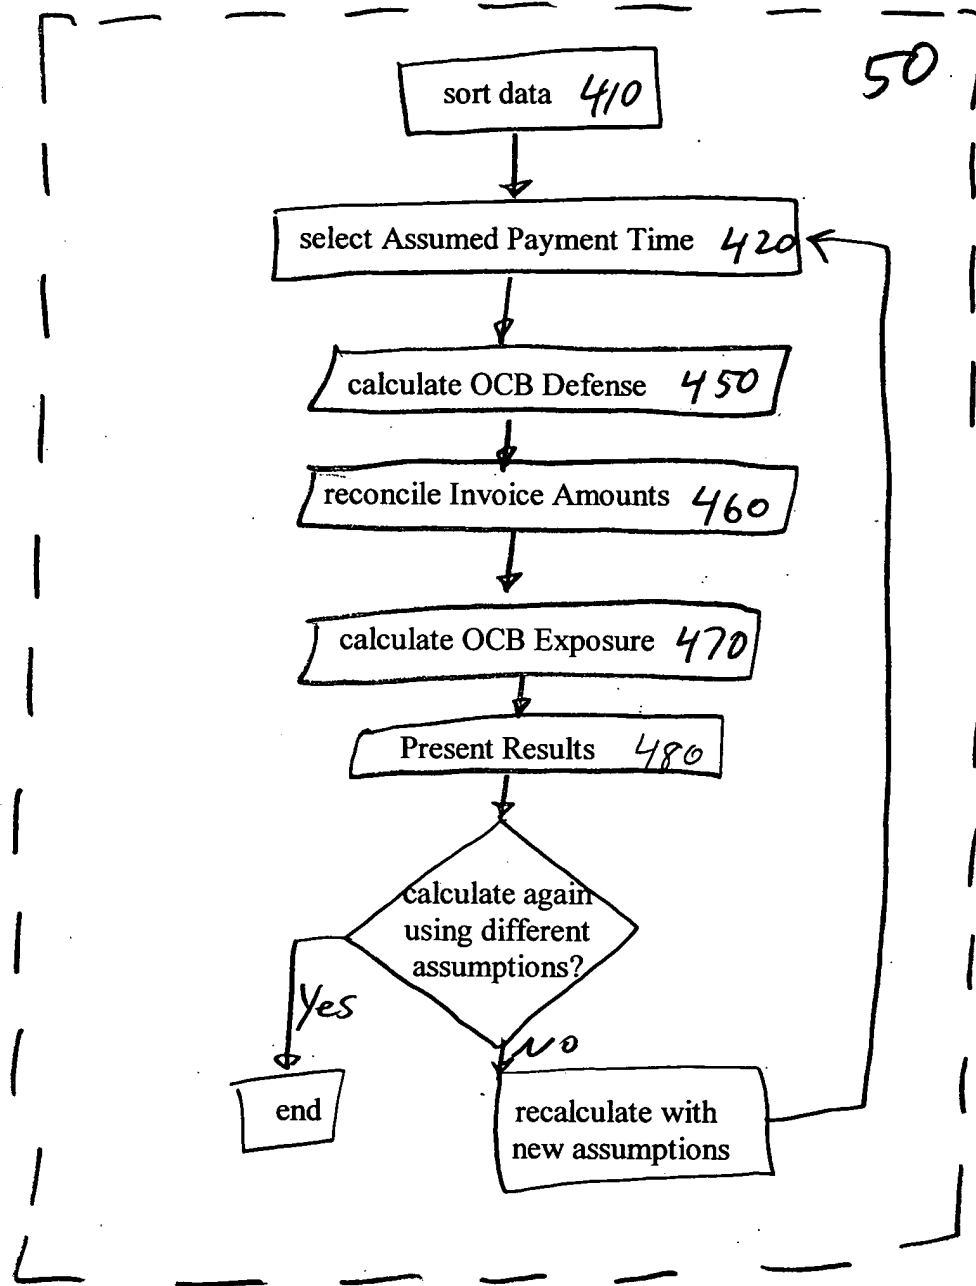 50
sort data 410
select Assumed Payment Time 420
calculate OCB Defense 450
reconcile Invoice Amounts 460
calculate OCB Exposure 470
Present Results 480
calculate again
using different
assumptions?
Yes
No
end
recalculate with
new assumptions